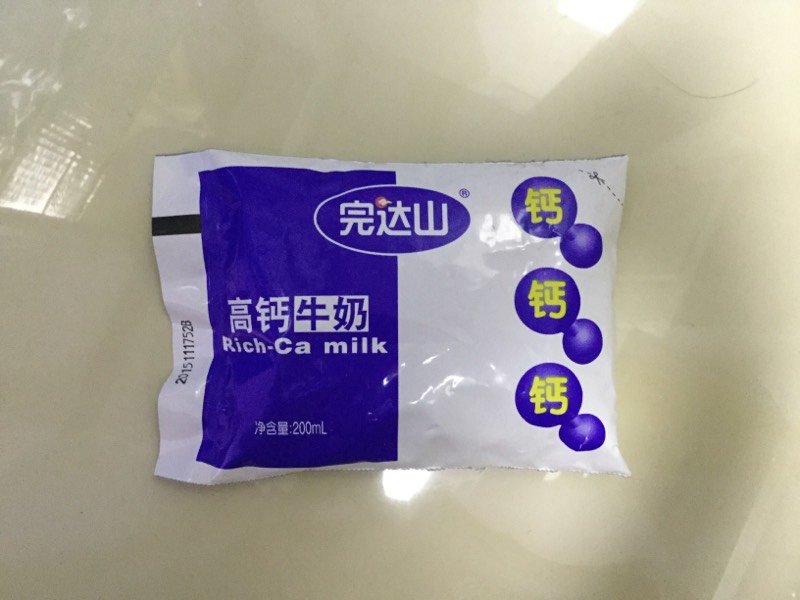 完达山®
钙
钙
钙
高钙牛奶
Rich-Ca milk
净含量:200mL
20151117528